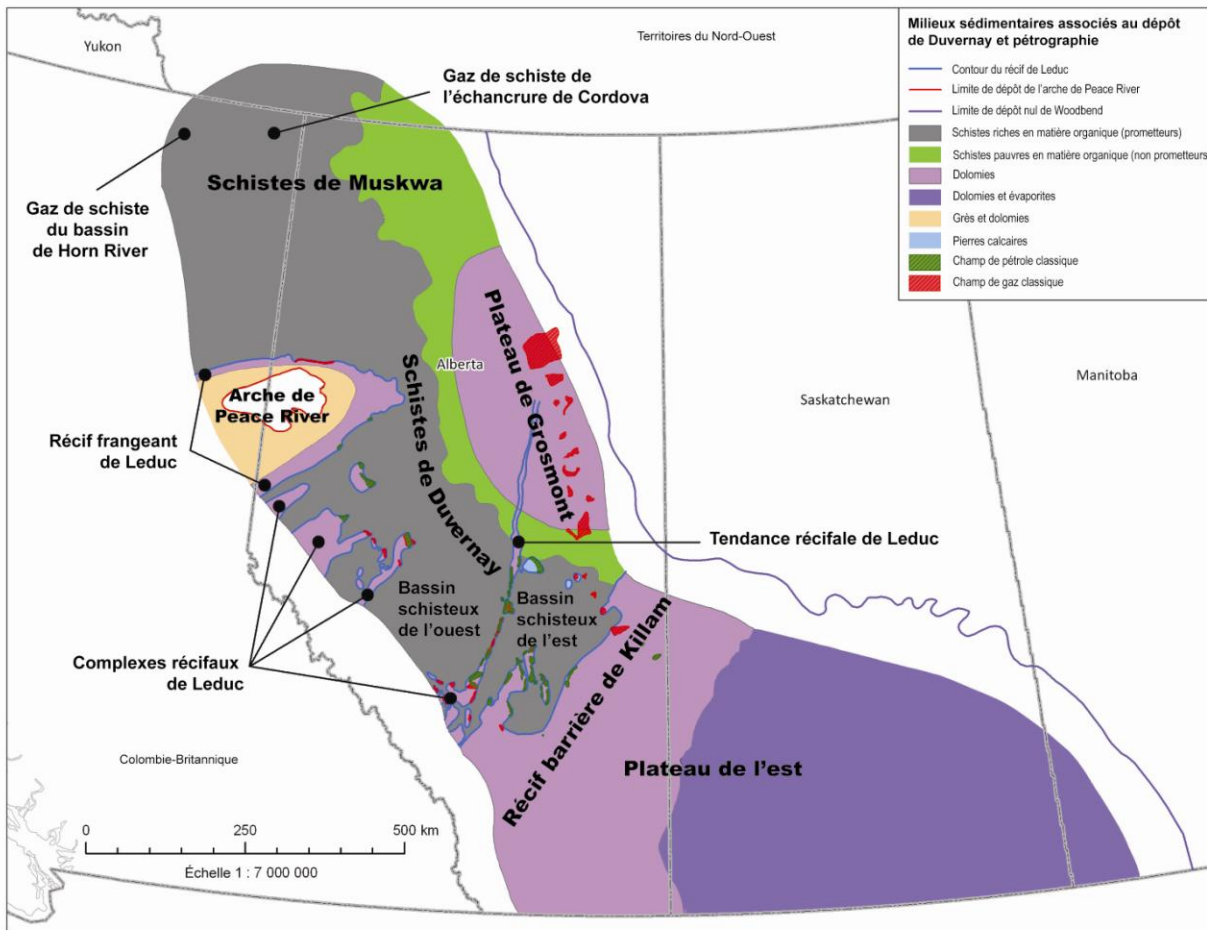 Yukon
Territoires du Nord-Ouest
Gaz de schiste de
l'échancrure de Cordova
Schistes de Muskwa
Gaz de schiste
du bassin
de Horn River
Milieux sédimentaires associés au dépôt
de Duvernay et pétrographie
Contour du récif de Leduc
Limite de dépôt de l'arche de Peace River
Limite de dépôt nul de Woodbend
Schistes riches en matière organique (prometteurs)
Schistes pauvres en matière organique (non prometteurs)
Dolomies
Dolomies et évaporites
Grès et dolomies
Pierres calcaires
Champ de pétrole classique
Champ de gaz classique
Plateau de Grosmont
Alberta
Schistes de Duvernay
Saskatchewan
Manitoba
Arche de
Peace River
Récif frangeant
de Leduc
Tendance récifale de Leduc
Bassin
schisteux
de l'ouest
Bassin
schisteux
de l'est
Complexes récifaux
de Leduc
Récif barrière de Killam
Plateau de l'est
Colombie-Britannique
0 250 500 km
Échelle 1 : 7 000 000